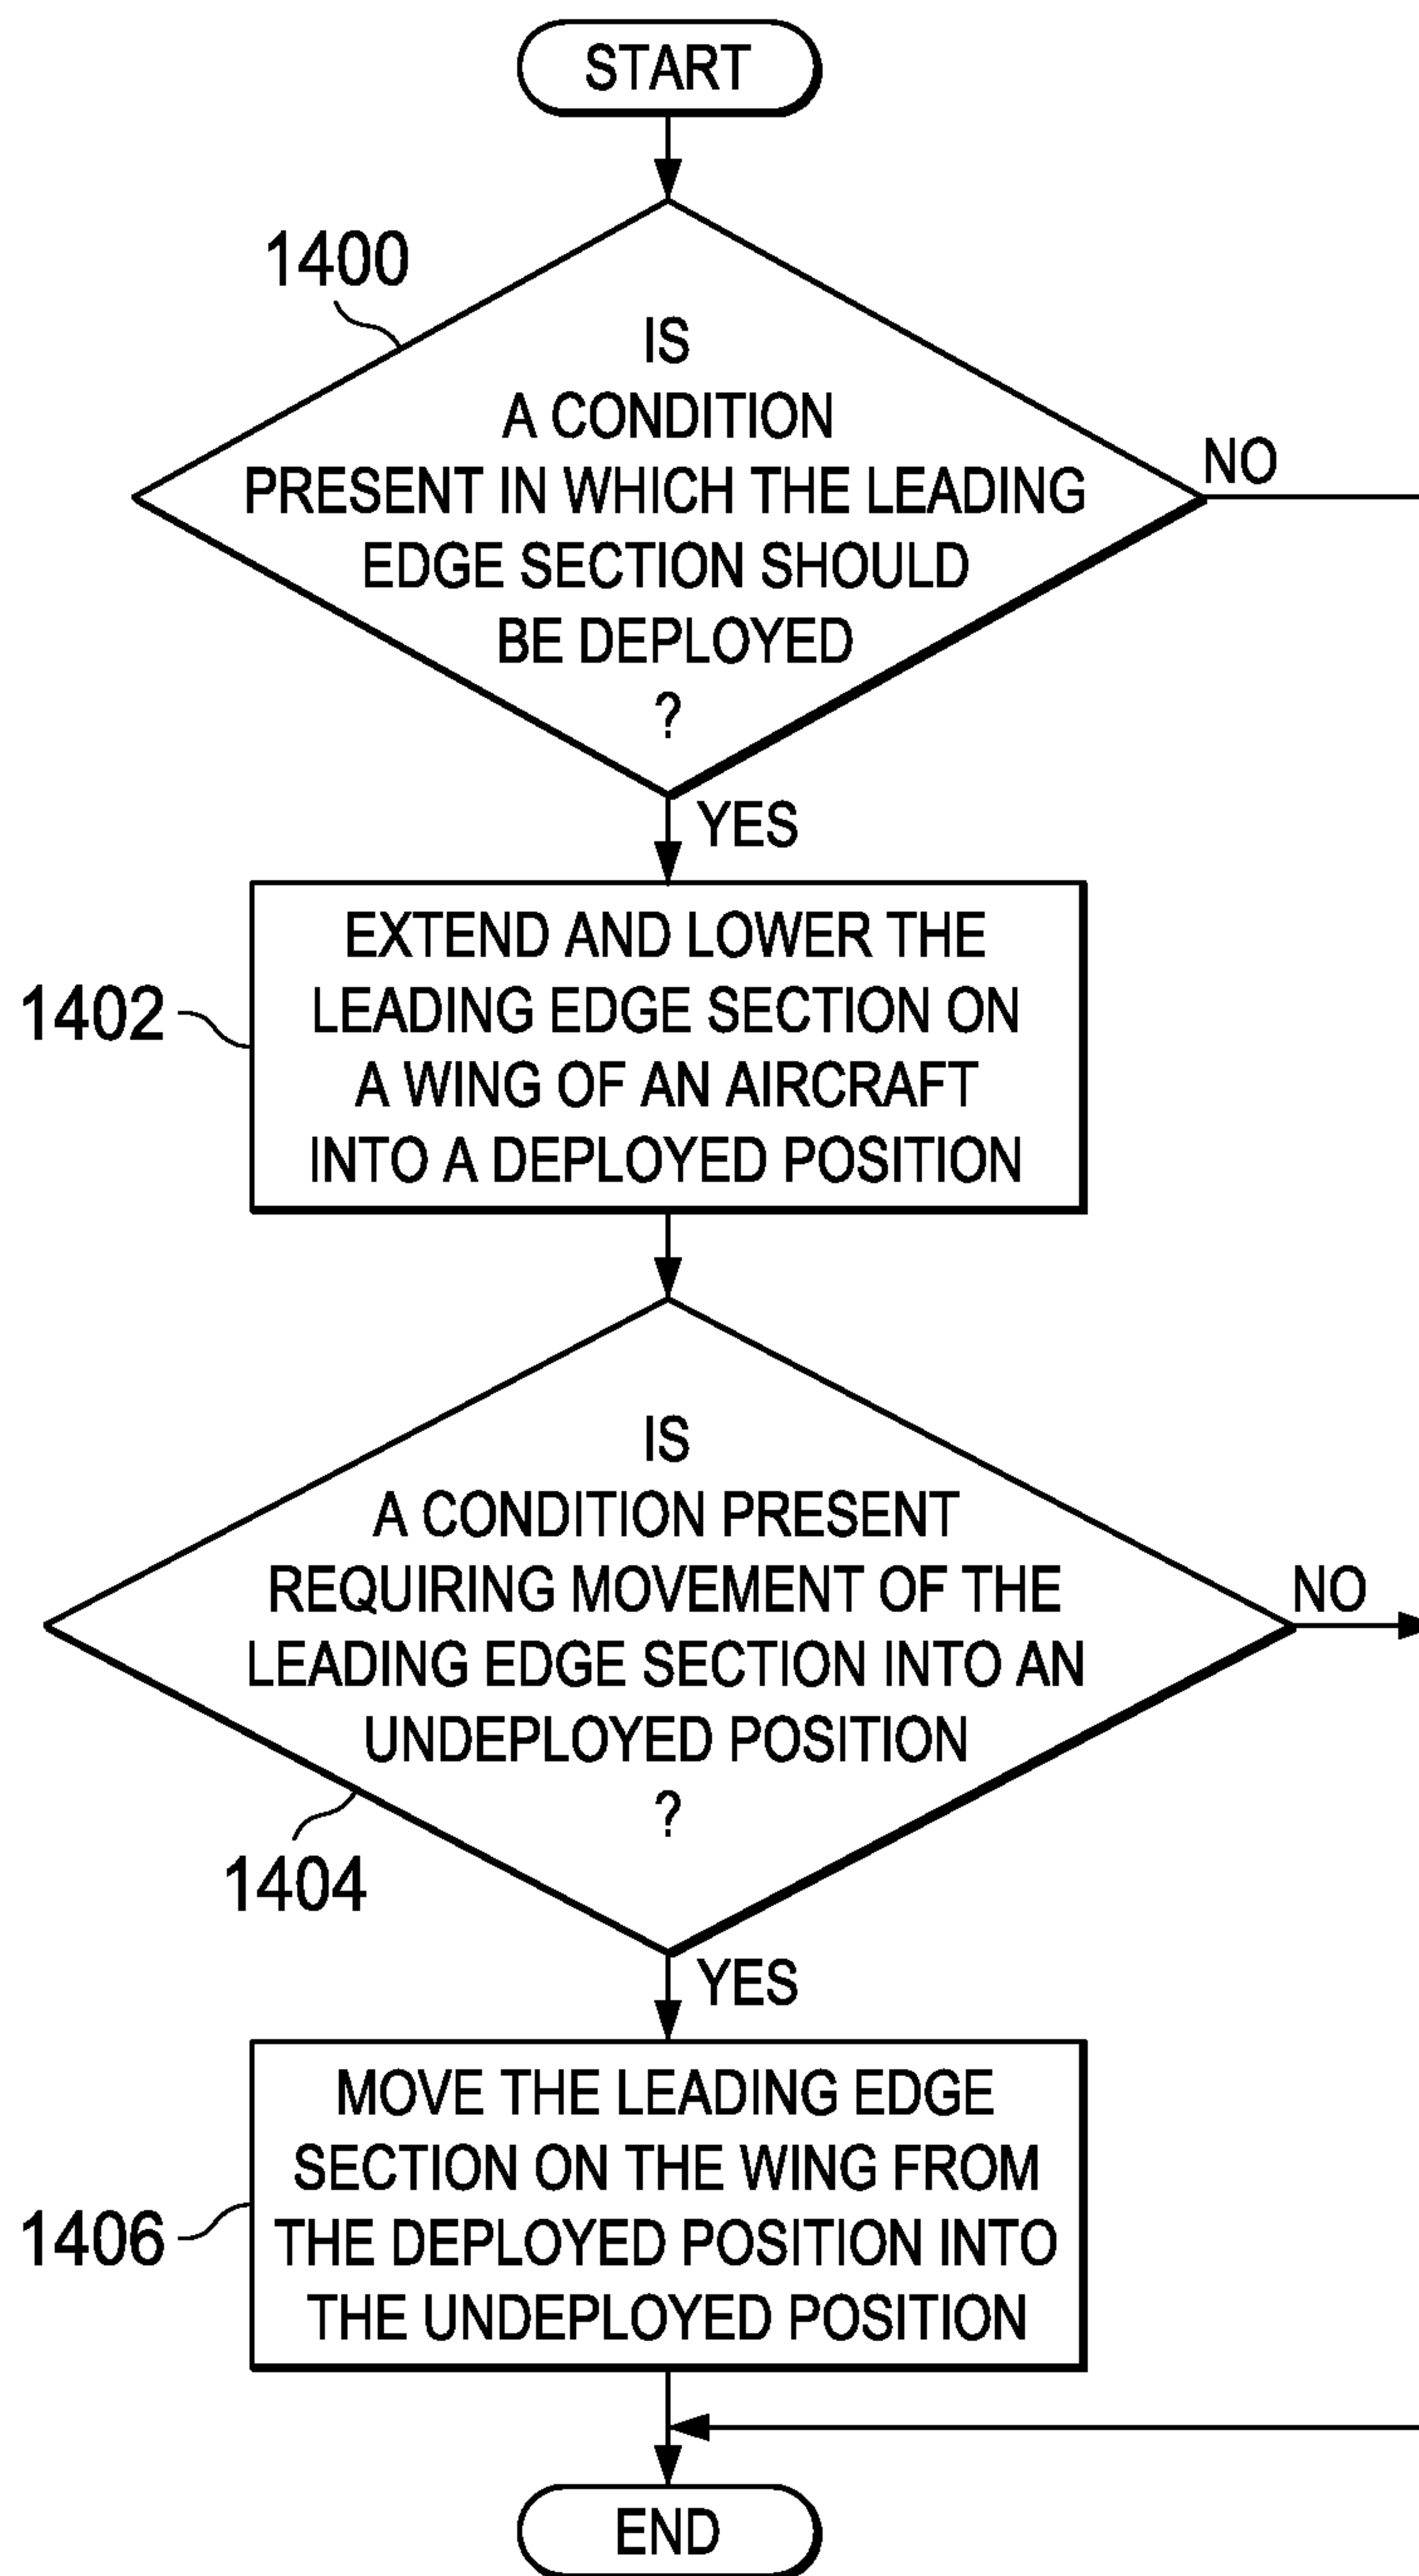 START
1400
IS
A CONDITION
PRESENT IN WHICH THE LEADING
EDGE SECTION SHOULD
BE DEPLOYED
?
NO
YES
1402
EXTEND AND LOWER THE
LEADING EDGE SECTION ON
A WING OF AN AIRCRAFT
INTO A DEPLOYED POSITION
IS
A CONDITION PRESENT
REQUIRING MOVEMENT OF THE
LEADING EDGE SECTION INTO AN
UNDEPLOYED POSITION
?
NO
1404
YES
1406
MOVE THE LEADING EDGE
SECTION ON THE WING FROM
THE DEPLOYED POSITION INTO
THE UNDEPLOYED POSITION
END